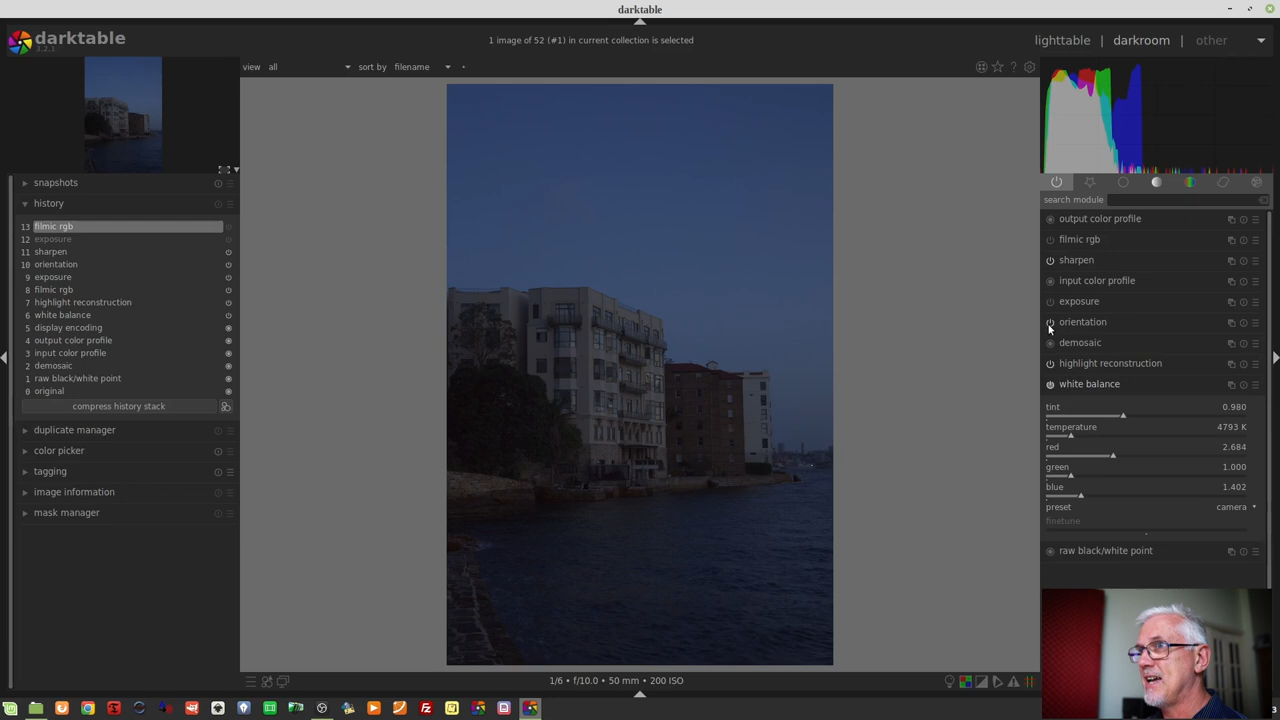 darktable
darktable
3.2.1
1 image of 52 (#1) in current collection is selected
lighttable | darkroom | other
view all sort by filename
snapshots
history
13 filmic rgb
12 exposure
11 sharpen
10 orientation
9 exposure
8 filmic rgb
7 highlight reconstruction
6 white balance
5 display encoding
4 output color profile
3 input color profile
2 demosaic
1 raw black/white point
0 original
compress history stack
duplicate manager
color picker
tagging
image information
mask manager
search module
output color profile
filmic rgb
sharpen
input color profile
exposure
orientation
demosaic
highlight reconstruction
white balance
tint 0.980
temperature 4793 K
red 2.684
green 1.000
blue 1.402
preset camera
finetune
raw black/white point
1/6 • f/10.0 • 50 mm • 200 ISO